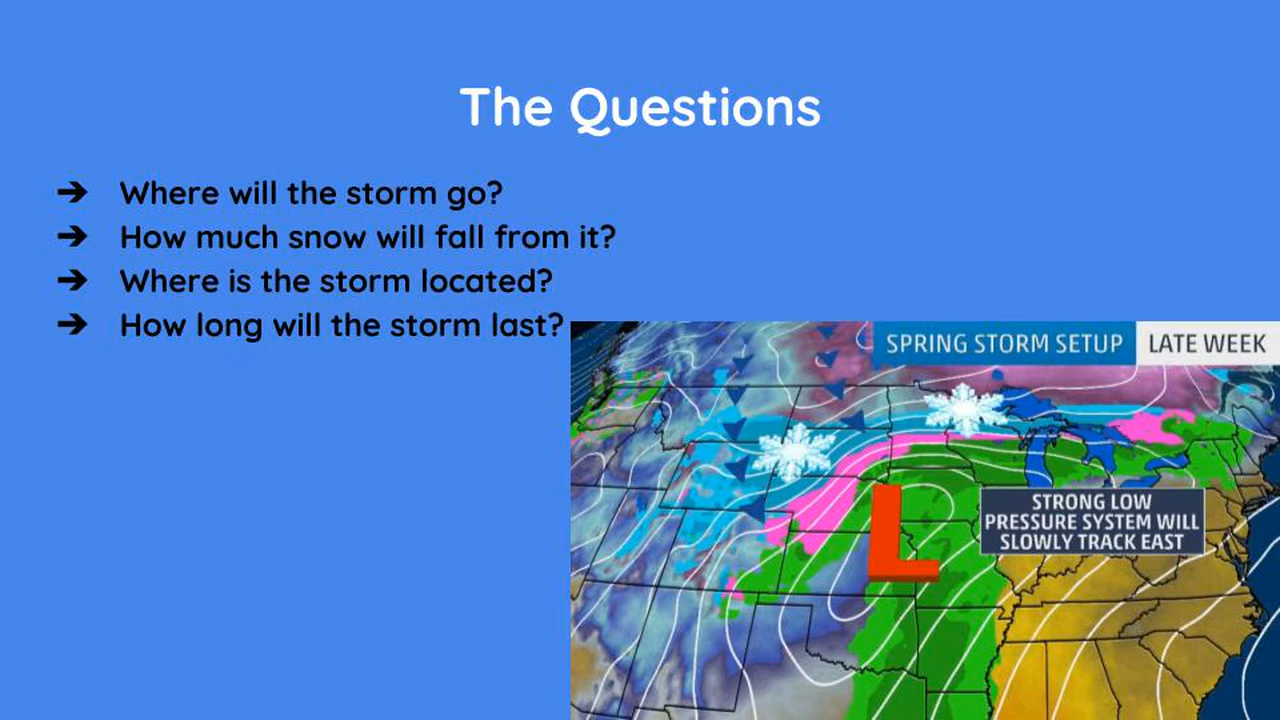 The Questions
➔ Where will the storm go?
➔ How much snow will fall from it?
➔ Where is the storm located?
➔ How long will the storm last?
SPRING STORM SETUP LATE WEEK
L
STRONG LOW
PRESSURE SYSTEM WILL
SLOWLY TRACK EAST